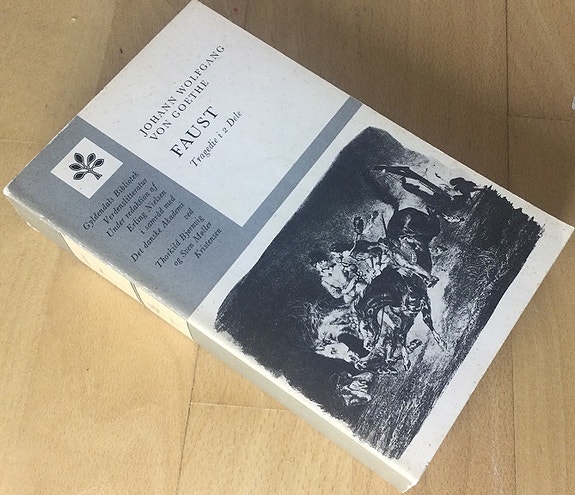 JOHANN WOLFGANG
VON GOETHE
FAUST
Tragedie i 2 Dele
Gyldendals Bibliotek
Verdenslitteratur
Under redaktion af
Erling Nielsen
i samråd med
Det danske Akademi
ved
Thorkild Bjørnvig
og Sven Møller
Kristensen